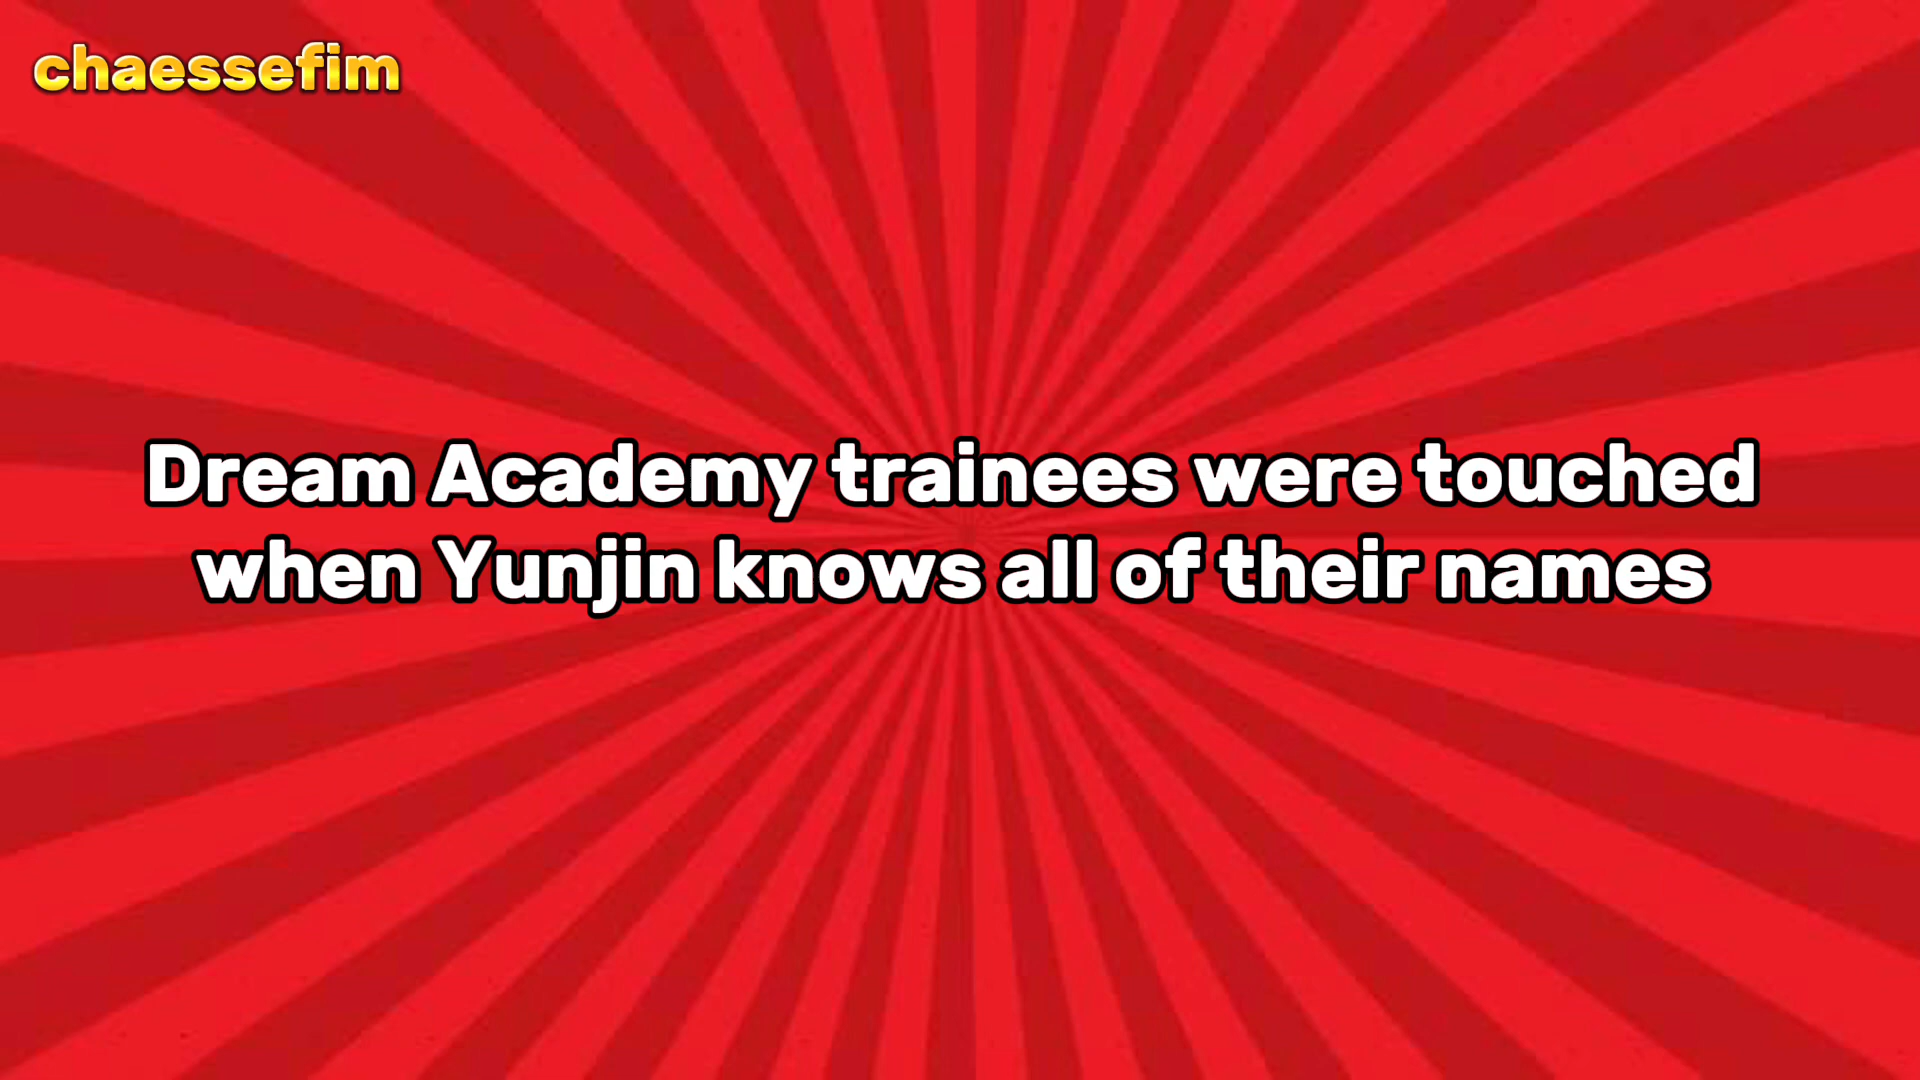 chaessefim
Dream Academy trainees were touched
when Yunjin knows all of their names